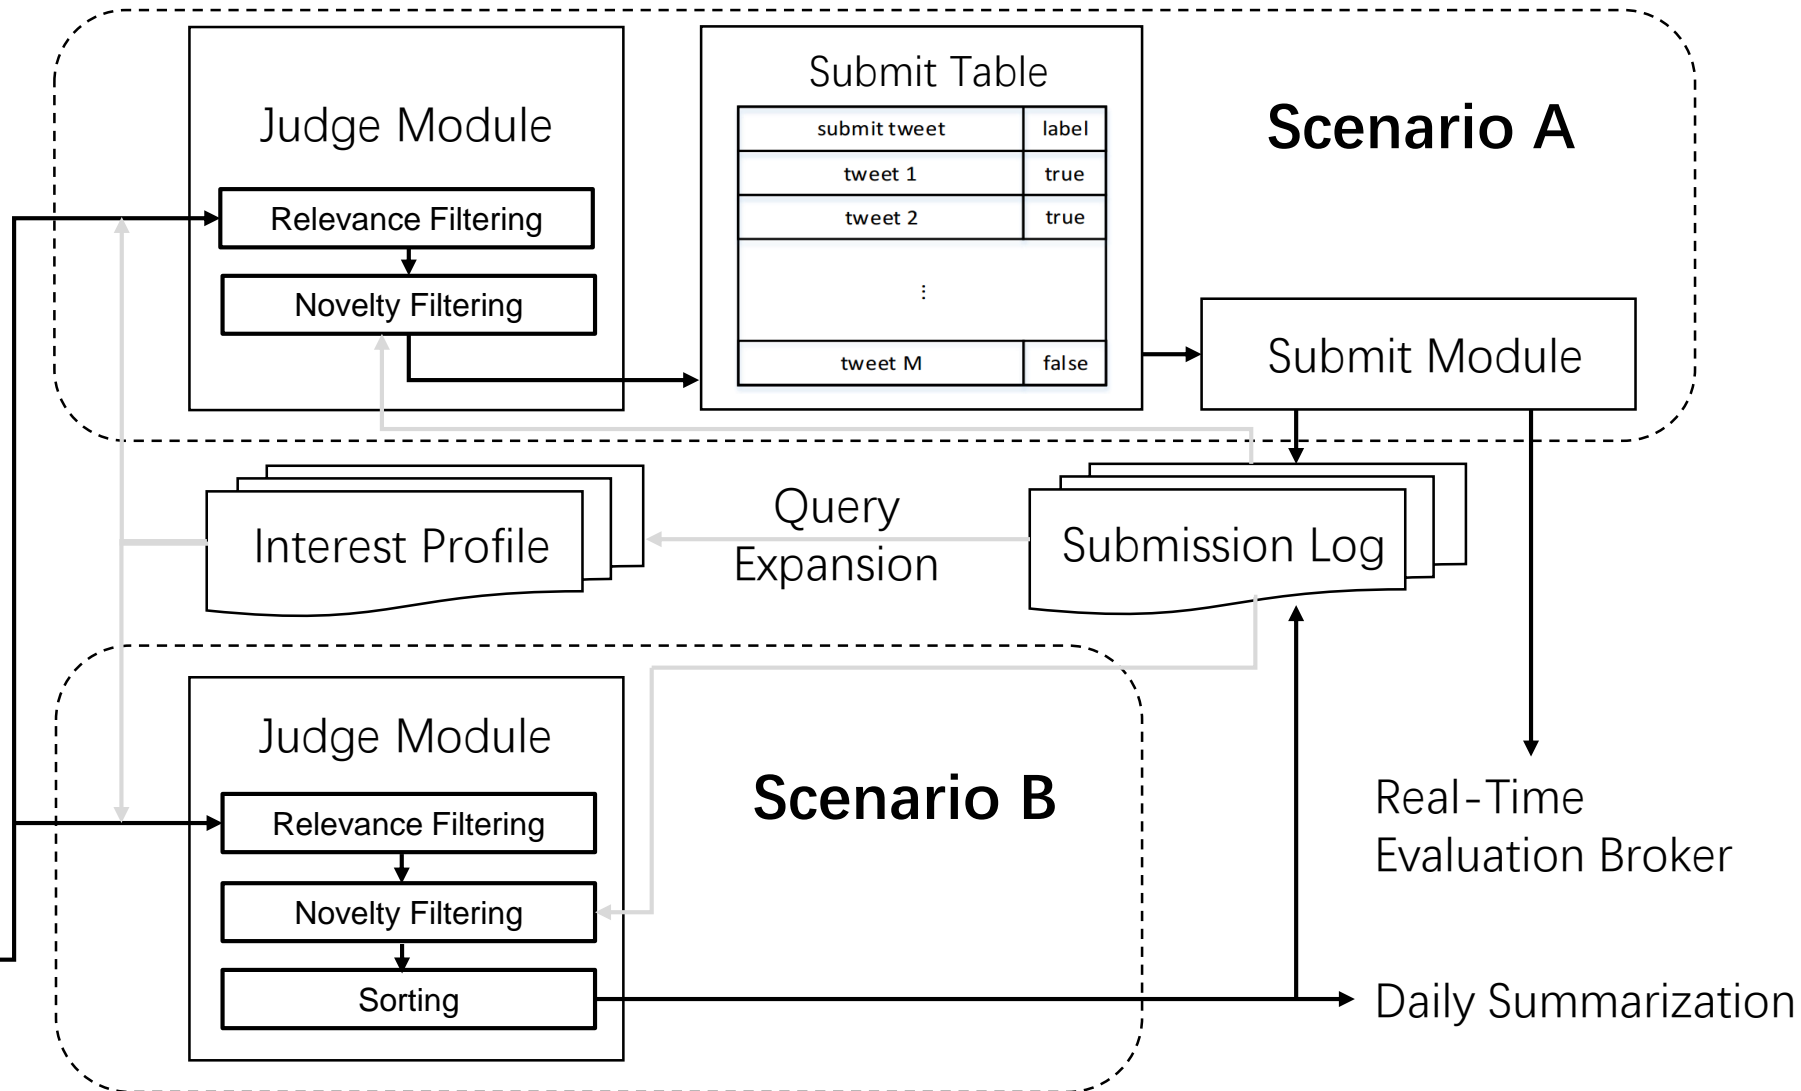 Submit Table
Judge Module
Scenario A
submit tweet label
tweet 1 true
tweet 2 true
⋮
tweet M false
Relevance Filtering
Novelty Filtering
Submit Module
Interest Profile
Query
Expansion
Submission Log
Judge Module
Scenario B
Relevance Filtering
Novelty Filtering
Sorting
Real-Time
Evaluation Broker
Daily Summarization